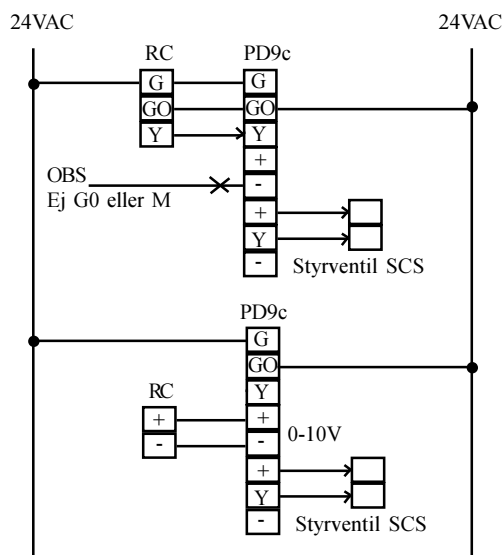 24VAC 24VAC
RC PD9c
G G
GO GO
Y Y
+
OBS
Ej G0 eller M
-
+
Y
-
Styrventil SCS
PD9c
G
GO
Y
RC
+ +
- - 0-10V
+
Y
-
Styrventil SCS